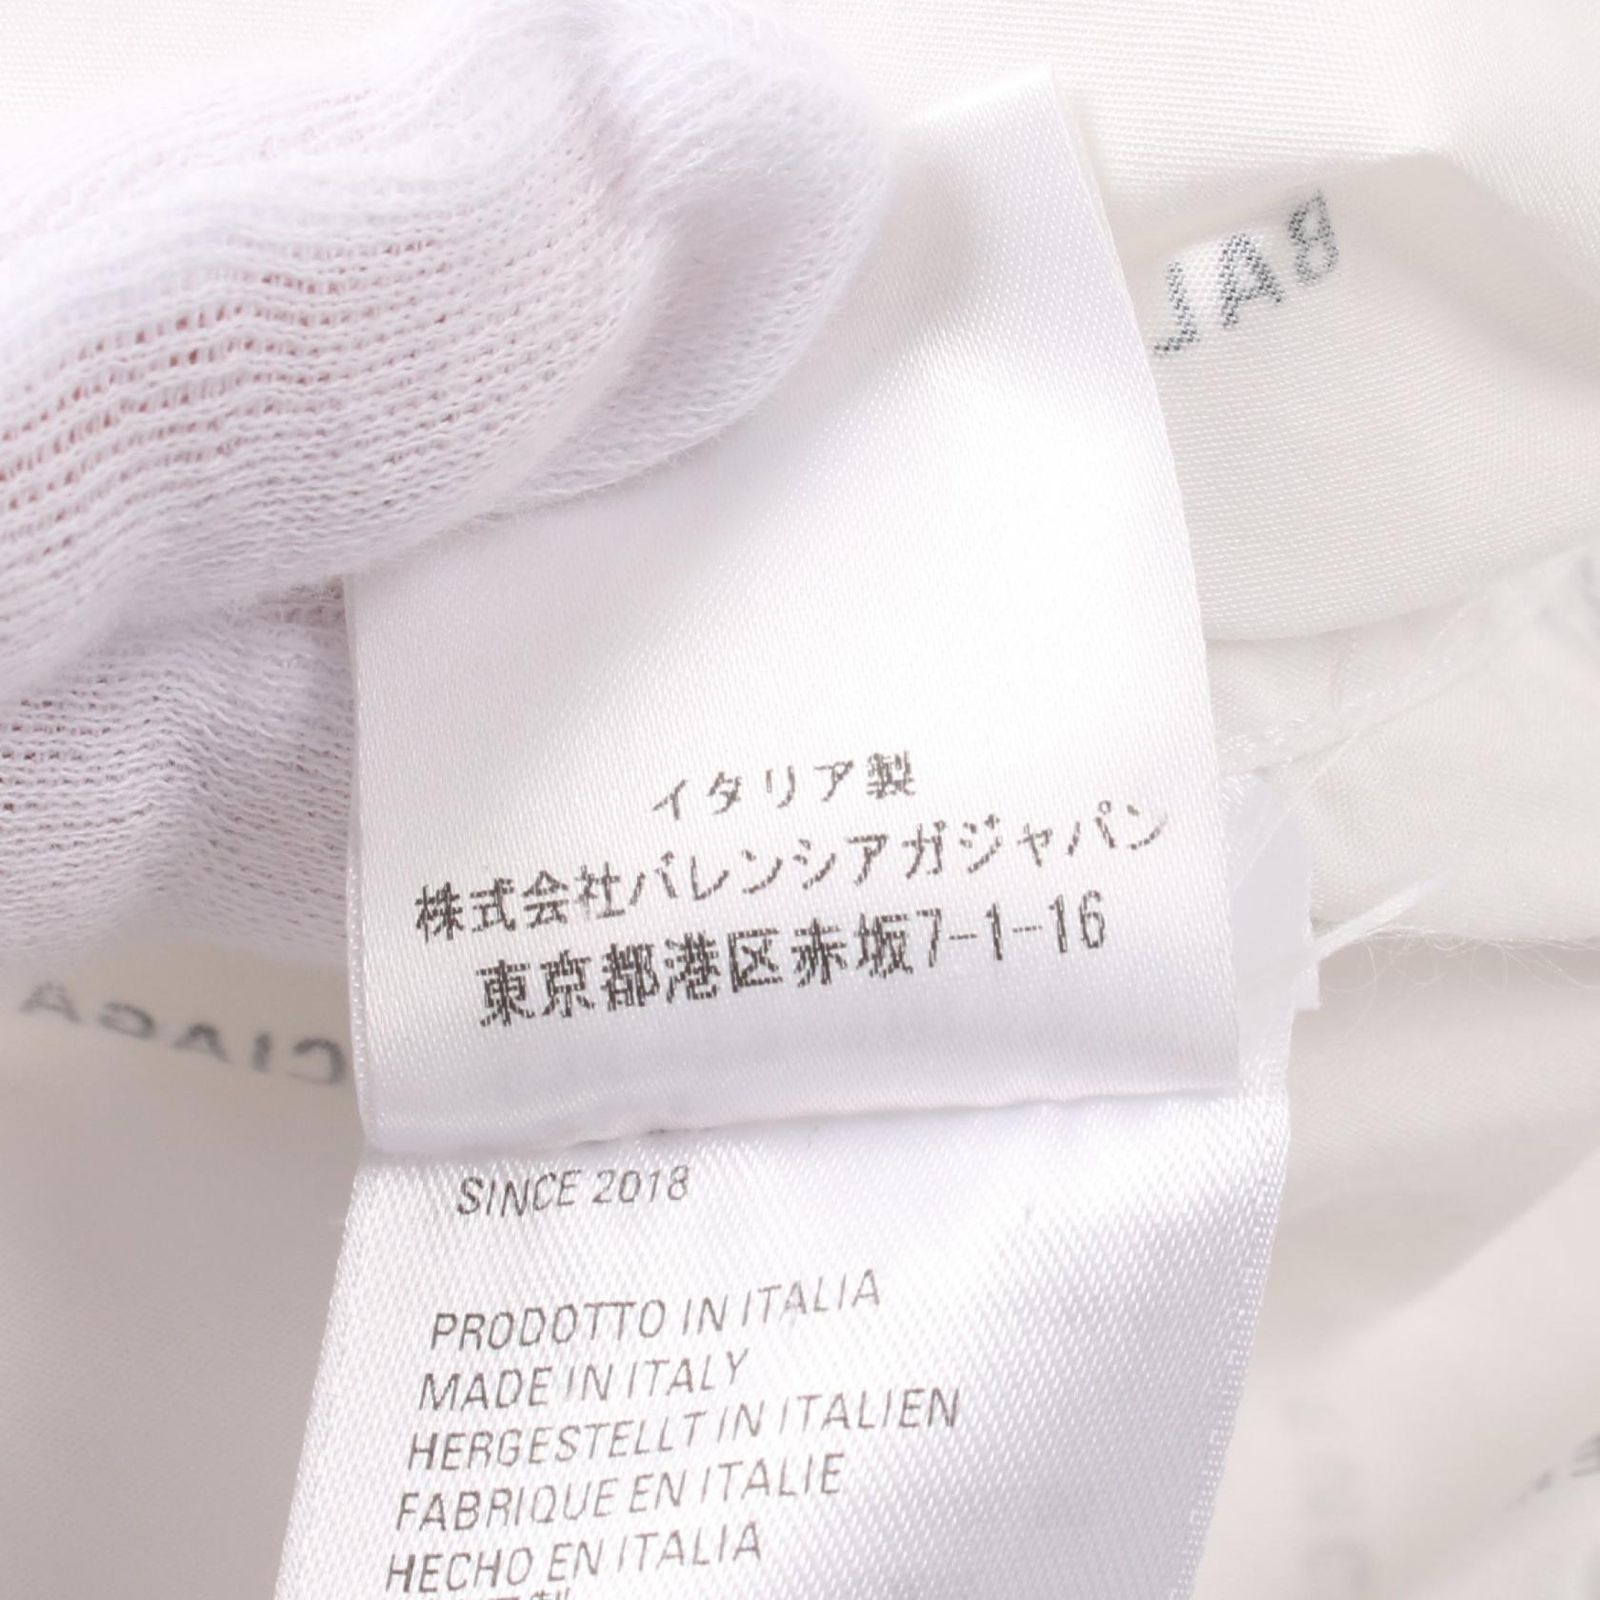 イタリア製
株式会社バレンシアガジャパン
東京都港区赤坂7-1-16
SINCE 2018
PRODOTTO IN ITALIA
MADE IN ITALY
HERGESTELLT IN ITALIEN
FABRIQUE EN ITALIE
HECHO EN ITALIA
BAL
CIAGA